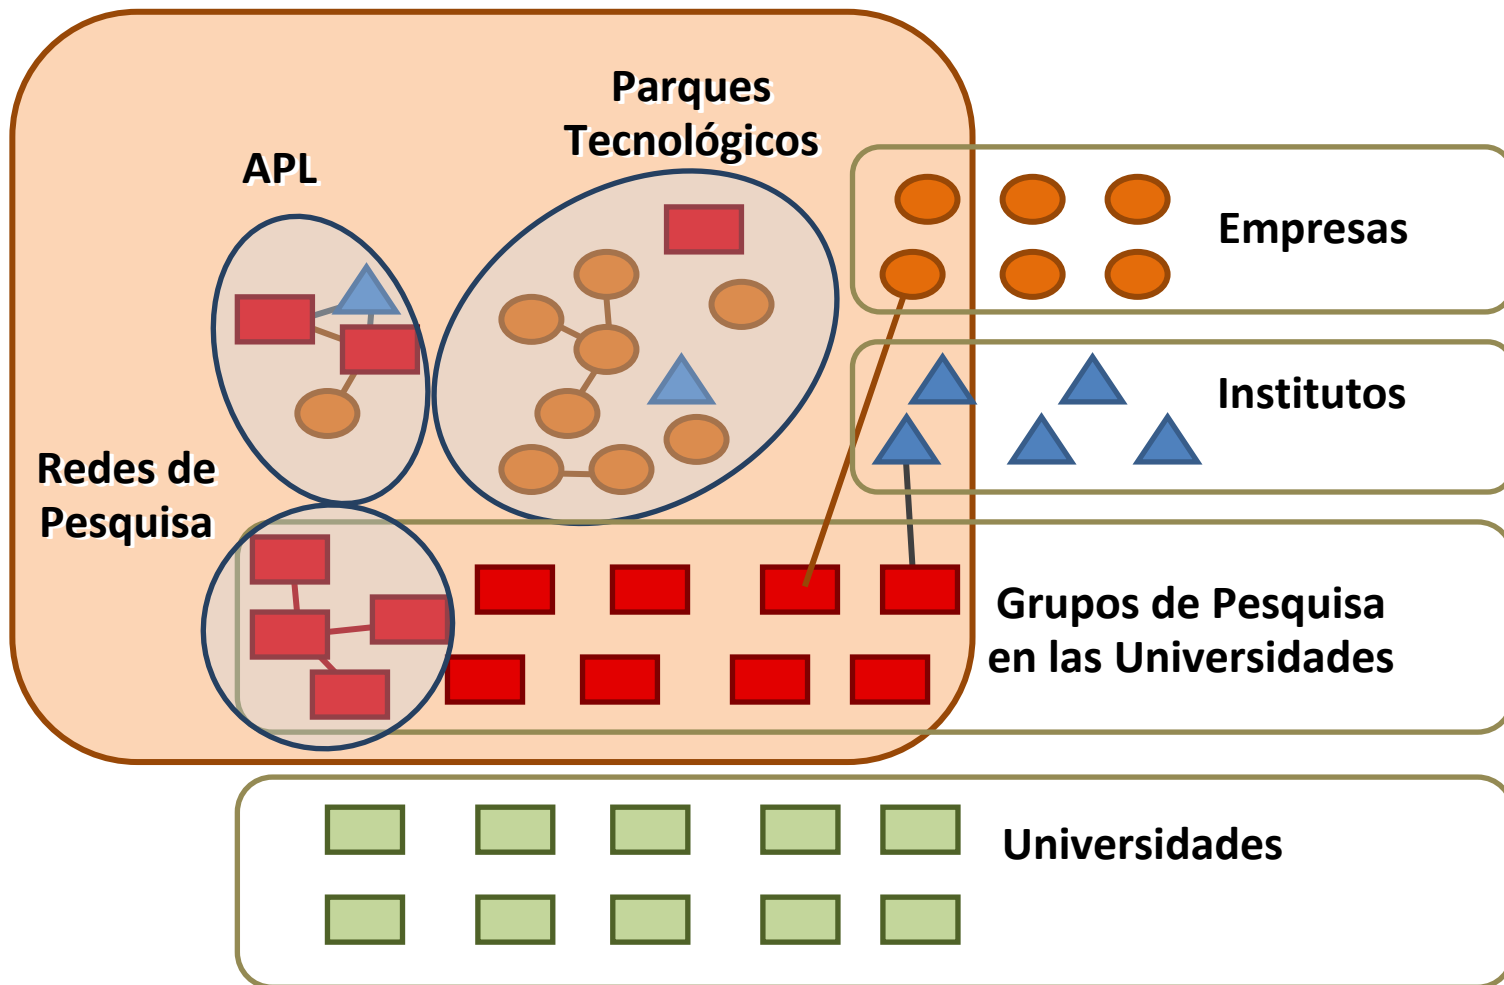 Parques
Tecnológicos
APL
Empresas
Institutos
Redes de
Pesquisa
Grupos de Pesquisa
en las Universidades
Universidades